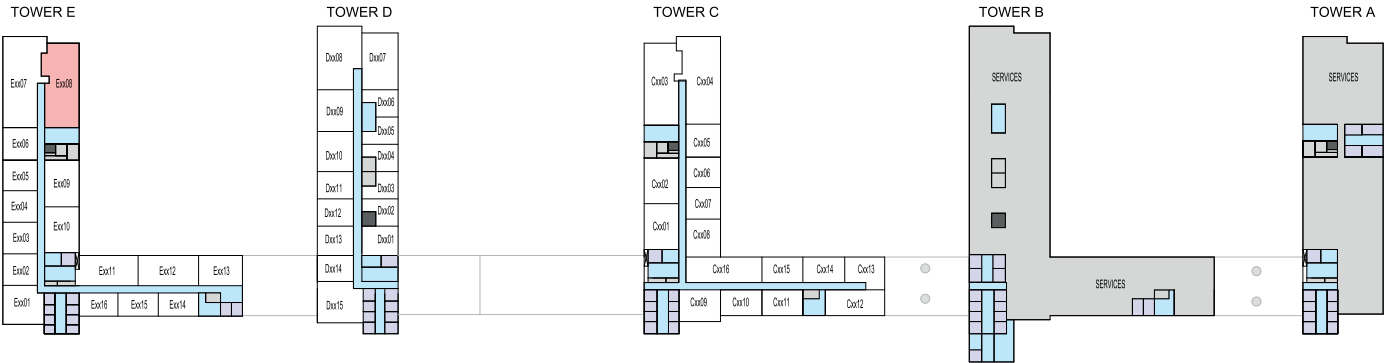 TOWER E
TOWER D
TOWER C
TOWER B
TOWER A
Exx07
Exx08
Exx06
Exx05
Exx09
Exx04
Exx10
Exx03
Exx02
Exx11
Exx12
Exx13
Exx01
Exx16
Exx15
Exx14
Dxx08
Dxx07
Dxx09
Dxx06
Dxx05
Dxx10
Dxx04
Dxx11
Dxx03
Dxx12
Dxx02
Dxx13
Dxx01
Dxx14
Dxx15
Cxx03
Cxx04
Cxx05
Cxx02
Cxx06
Cxx07
Cxx01
Cxx08
Cxx16
Cxx15
Cxx14
Cxx13
Cxx09
Cxx10
Cxx11
Cxx12
SERVICES
SERVICES
SERVICES